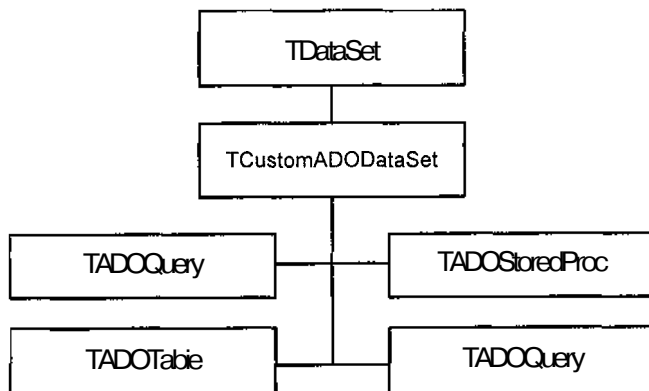 TDataSet
TCustomADODataSet
TADOQuery
TADOStoredProc
TADOTabie
TADOQuery